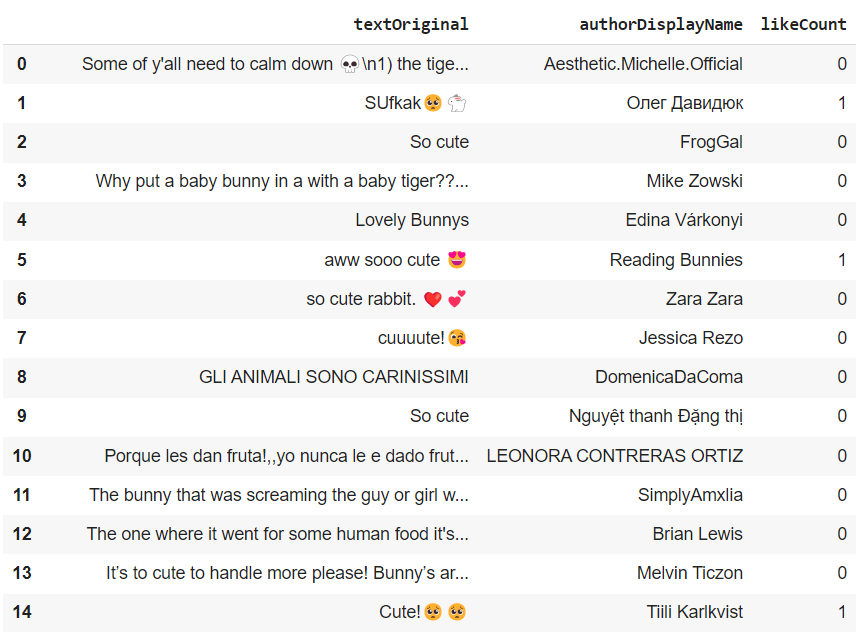 textOriginal authorDisplayName likeCount
0 Some of y'all need to calm down 💀\n1) the tige... Aesthetic.Michelle.Official 0
1 SUfkak🥺🐇 Олег Давидюк 1
2 So cute FrogGal 0
3 Why put a baby bunny in a with a baby tiger??... Mike Zowski 0
4 Lovely Bunnys Edina Várkonyi 0
5 aww sooo cute 😍 Reading Bunnies 1
6 so cute rabbit. ❤️ 💕 Zara Zara 0
7 cuuuute!😘 Jessica Rezo 0
8 GLI ANIMALI SONO CARINISSIMI DomenicaDaComa 0
9 So cute Nguyệt thanh Đặng thị 0
10 Porque les dan fruta!,,yo nunca le e dado frut... LEONORA CONTRERAS ORTIZ 0
11 The bunny that was screaming the guy or girl w... SimplyAmxlia 0
12 The one where it went for some human food it's... Brian Lewis 0
13 It’s to cute to handle more please! Bunny’s ar... Melvin Ticzon 0
14 Cute!🥺 🥺 Tiili Karlkvist 1